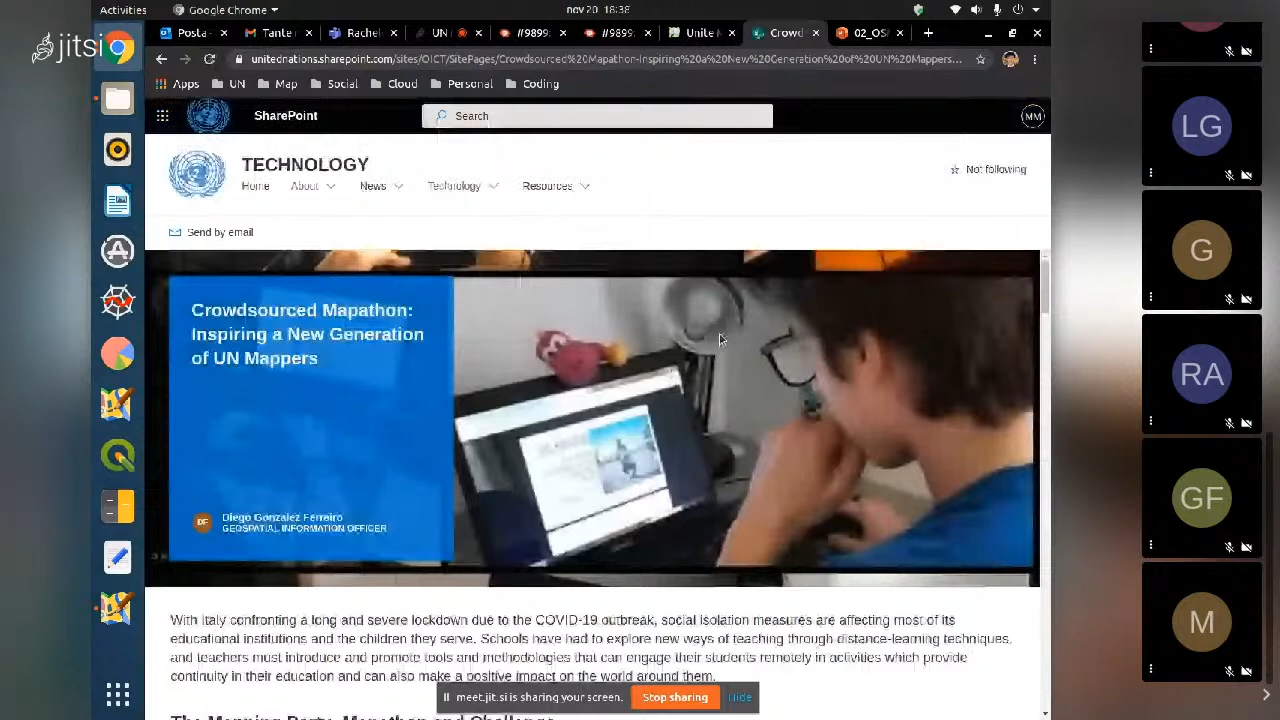 Activities
Google Chrome
nov 20 18:38
jitsi
Posta -
Tante
Rachel
UN
(#9899
(#9899
Unite M
Crowd
02_OS
unitednations.sharepoint.com/sites/OICT/SitePages/Crowdsourced%20Mapathon-Inspiring%20a%20New%20Generation%20of%20UN%20Mappers...
Apps
UN
Map
Social
Cloud
Personal
Coding
SharePoint
Search
MM
TECHNOLOGY
Home
About
News
Technology
Resources
Not following
Send by email
Crowdsourced Mapathon:
Inspiring a New Generation
of UN Mappers
DF
Diego Gonzalez Ferreiro
GEOSPATIAL INFORMATION OFFICER
With Italy confronting a long and severe lockdown due to the COVID-19 outbreak, social isolation measures are affecting most of its
educational institutions and the children they serve. Schools have had to explore new ways of teaching through distance-learning techniques,
and teachers must introduce and promote tools and methodologies that can engage their students remotely in activities which provide
continuity in their education and can also make a positive impact on the world around them.
The Mapping Party, Mapathon and Challenge
meet.jit.si is sharing your screen.
Stop sharing
Hide
LG
G
RA
GF
M